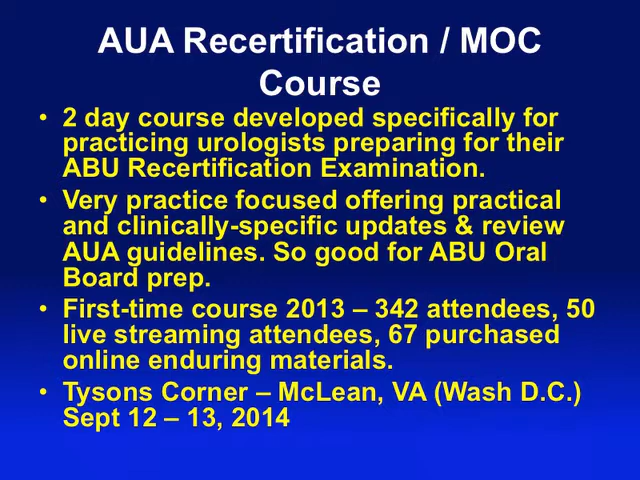 AUA Recertification / MOC
Course
• 2 day course developed specifically for
practicing urologists preparing for their
ABU Recertification Examination.
• Very practice focused offering practical
and clinically-specific updates & review
AUA guidelines. So good for ABU Oral
Board prep.
• First-time course 2013 – 342 attendees, 50
live streaming attendees, 67 purchased
online enduring materials.
• Tysons Corner – McLean, VA (Wash D.C.)
Sept 12 – 13, 2014